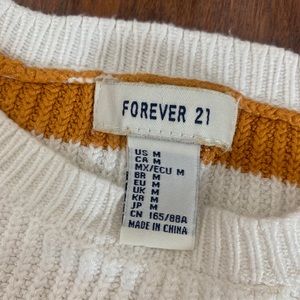 FOREVER 21
US M
CA M
MX/ECU M
BR M
EU M
UK M
KR M
JP M
CN 165/88A
MADE IN CHINA